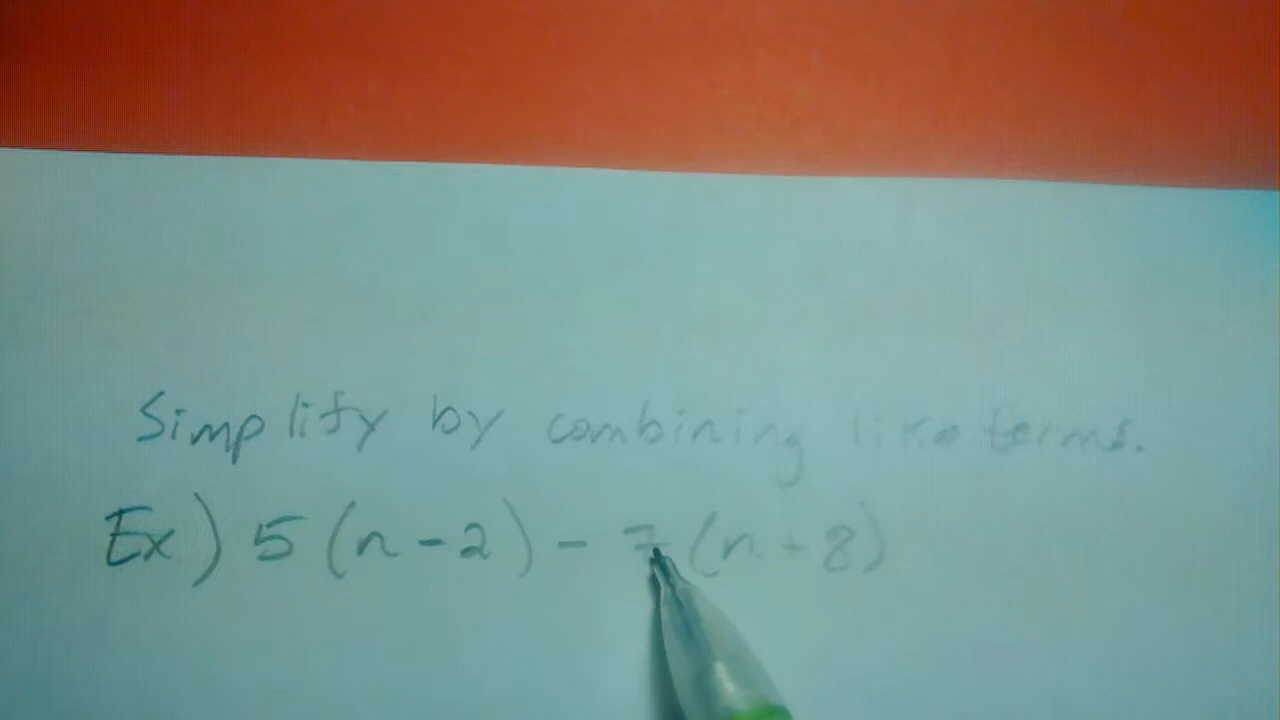 Simplify by combining like terms.
Ex) 5(n-2) - 7(n+8)